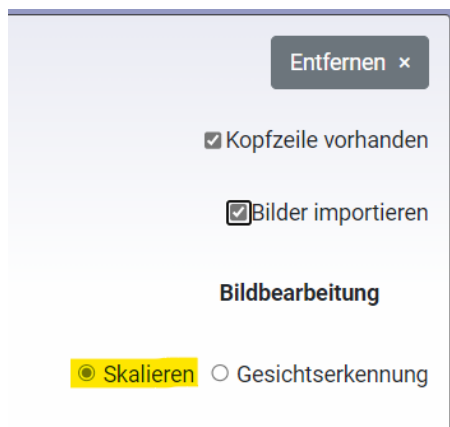 Entfernen ×
Kopfzeile vorhanden
Bilder importieren
Bildbearbeitung
Skalieren Gesichtserkennung